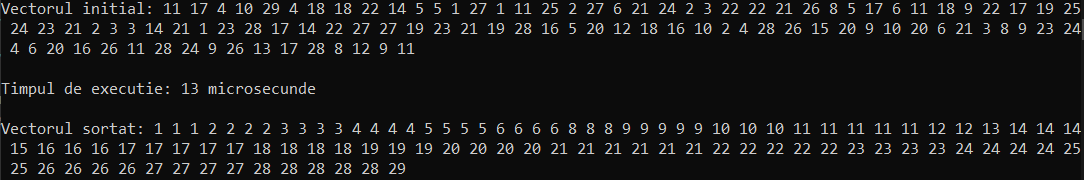 Vectorul initial: 11 17 4 10 29 4 18 18 22 14 5 5 1 27 1 11 25 2 27 6 21 24 2 3 22 22 21 26 8 5 17 6 11 18 9 22 17 19 25
24 23 21 2 3 3 14 21 1 23 28 17 14 22 27 27 19 23 21 19 28 16 5 20 12 18 16 10 2 4 28 26 15 20 9 10 20 6 21 3 8 9 23 24
4 6 20 16 26 11 28 24 9 26 13 17 28 8 12 9 11
Timpul de executie: 13 microsecunde
Vectorul sortat: 1 1 1 2 2 2 2 3 3 3 3 4 4 4 4 5 5 5 5 6 6 6 6 8 8 8 9 9 9 9 9 10 10 10 11 11 11 11 11 12 12 13 14 14 14
15 16 16 16 17 17 17 17 17 18 18 18 18 19 19 19 20 20 20 20 21 21 21 21 21 21 22 22 22 22 22 23 23 23 23 24 24 24 24 25
25 26 26 26 26 27 27 27 27 28 28 28 28 28 29